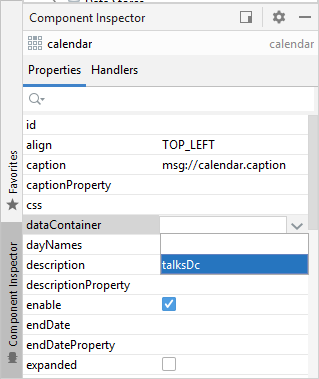 Component Inspector
calendar calendar
Properties Handlers
id
align TOP_LEFT
caption msg://calendar.caption
captionProperty
css
dataContainer
dayNames
description talksDc
descriptionProperty
enable
endDate
endDateProperty
expanded
Favorites
Component Inspector